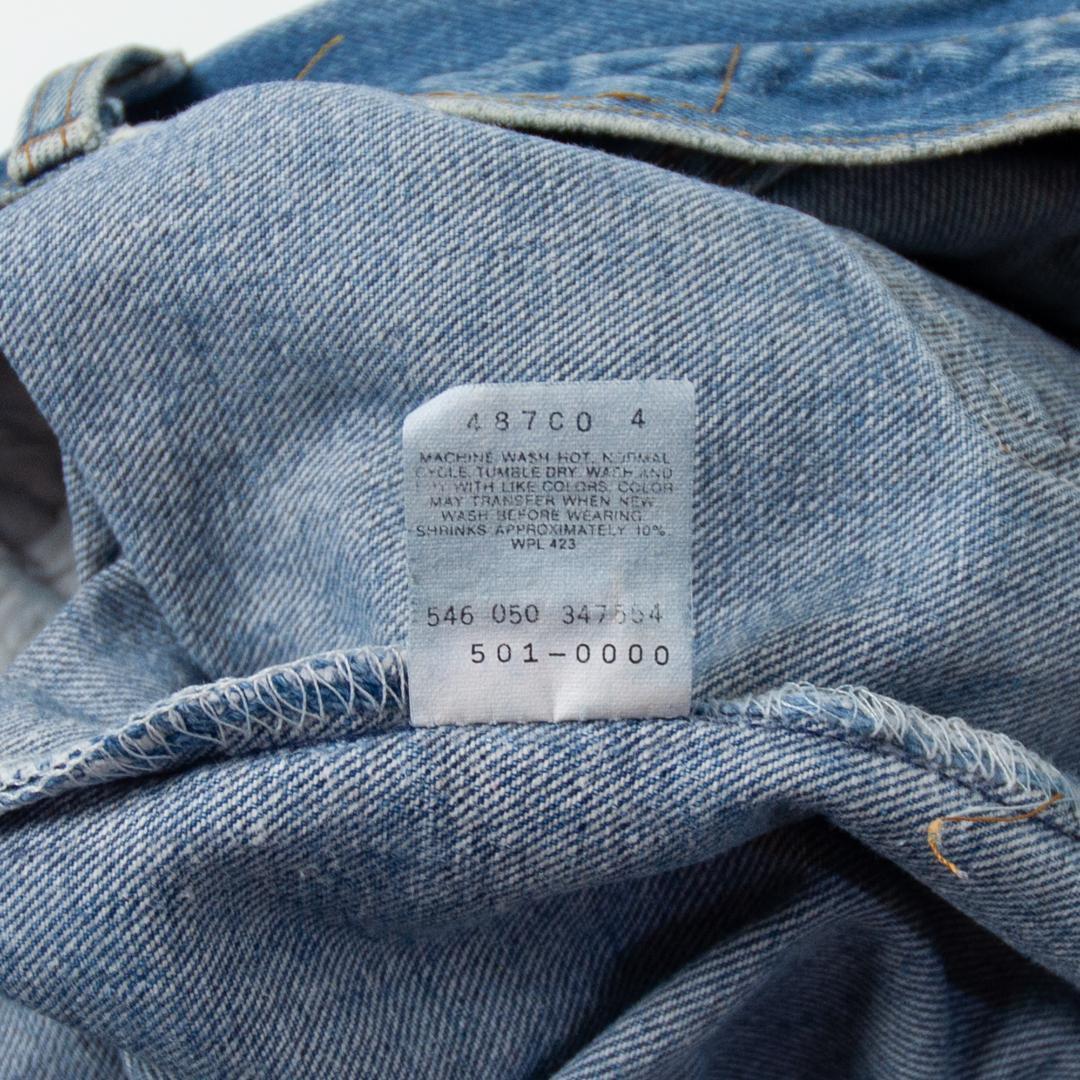 487C0 4
MACHINE WASH HOT, NORMAL
CYCLE. TUMBLE DRY. WASH AND
WITH LIKE COLORS. COLOR
MAY TRANSFER WHEN NEW.
WASH BEFORE WEARING.
SHRINKS APPROXIMATELY 10%.
WPL 423
546 050
501-0000